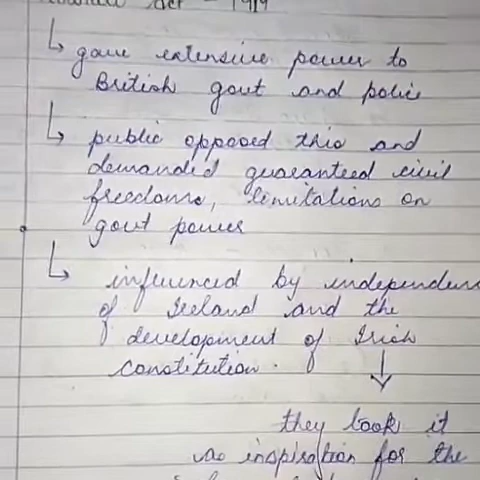 Act - 1919
↳ gave extensive power to
British govt and police
↳ public opposed this and
demanded guaranteed civil
freedoms, limitations on
govt power
↳ influenced by independen
of Ireland and the
development of Irish
constitution.
↓
they took it
as inspiration for the